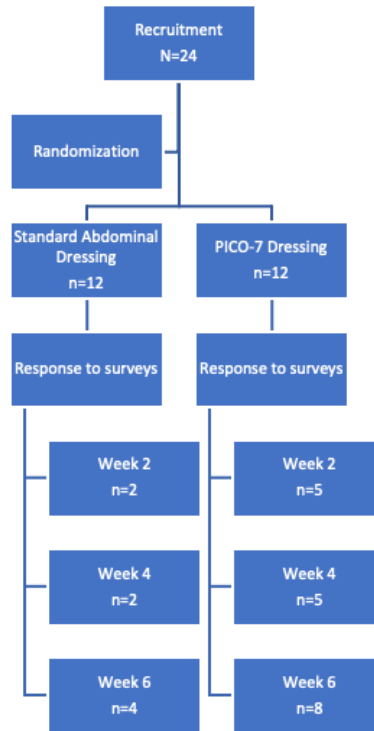 Recruitment
N=24
Randomization
Standard Abdominal
Dressing
n=12
PICO-7 Dressing
n=12
Response to surveys
Response to surveys
Week 2
n=2
Week 2
n=5
Week 4
n=2
Week 4
n=5
Week 6
n=4
Week 6
n=8